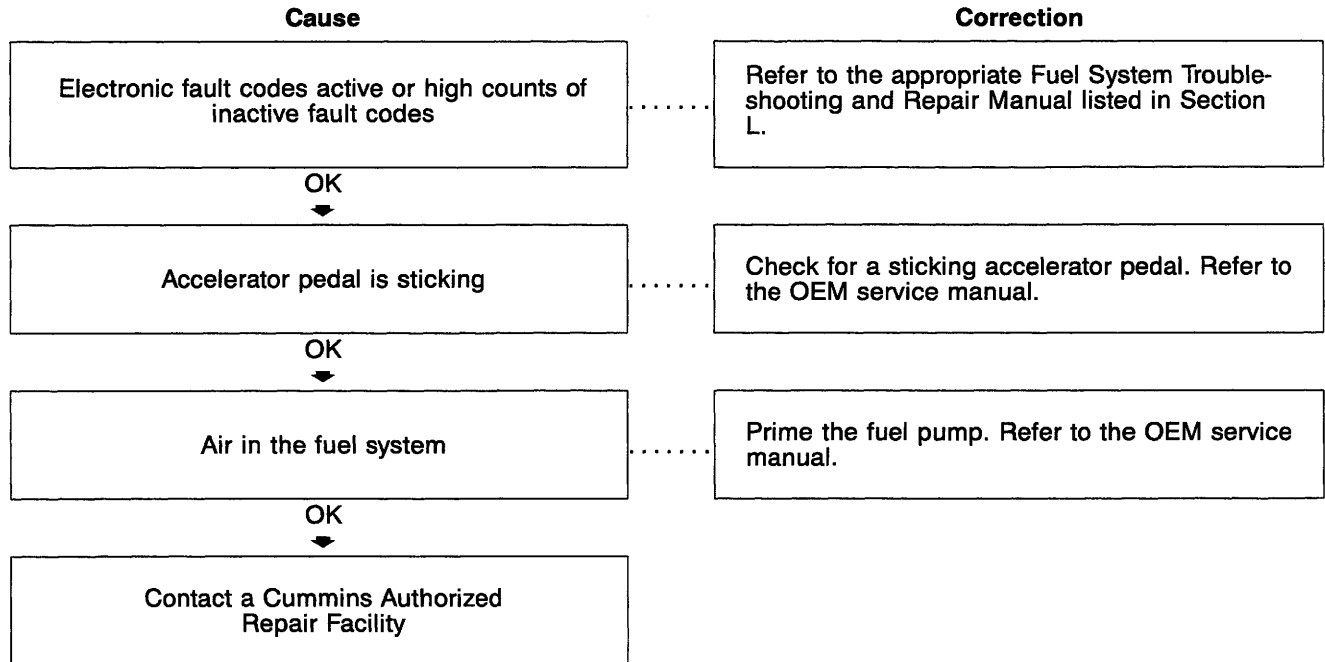 Cause
Correction
Electronic fault codes active or high counts of
inactive fault codes
.......
Refer to the appropriate Fuel System Trouble-
shooting and Repair Manual listed in Section
L.
OK
Accelerator pedal is sticking
.......
Check for a sticking accelerator pedal. Refer to
the OEM service manual.
OK
Air in the fuel system
.......
Prime the fuel pump. Refer to the OEM service
manual.
OK
Contact a Cummins Authorized
Repair Facility